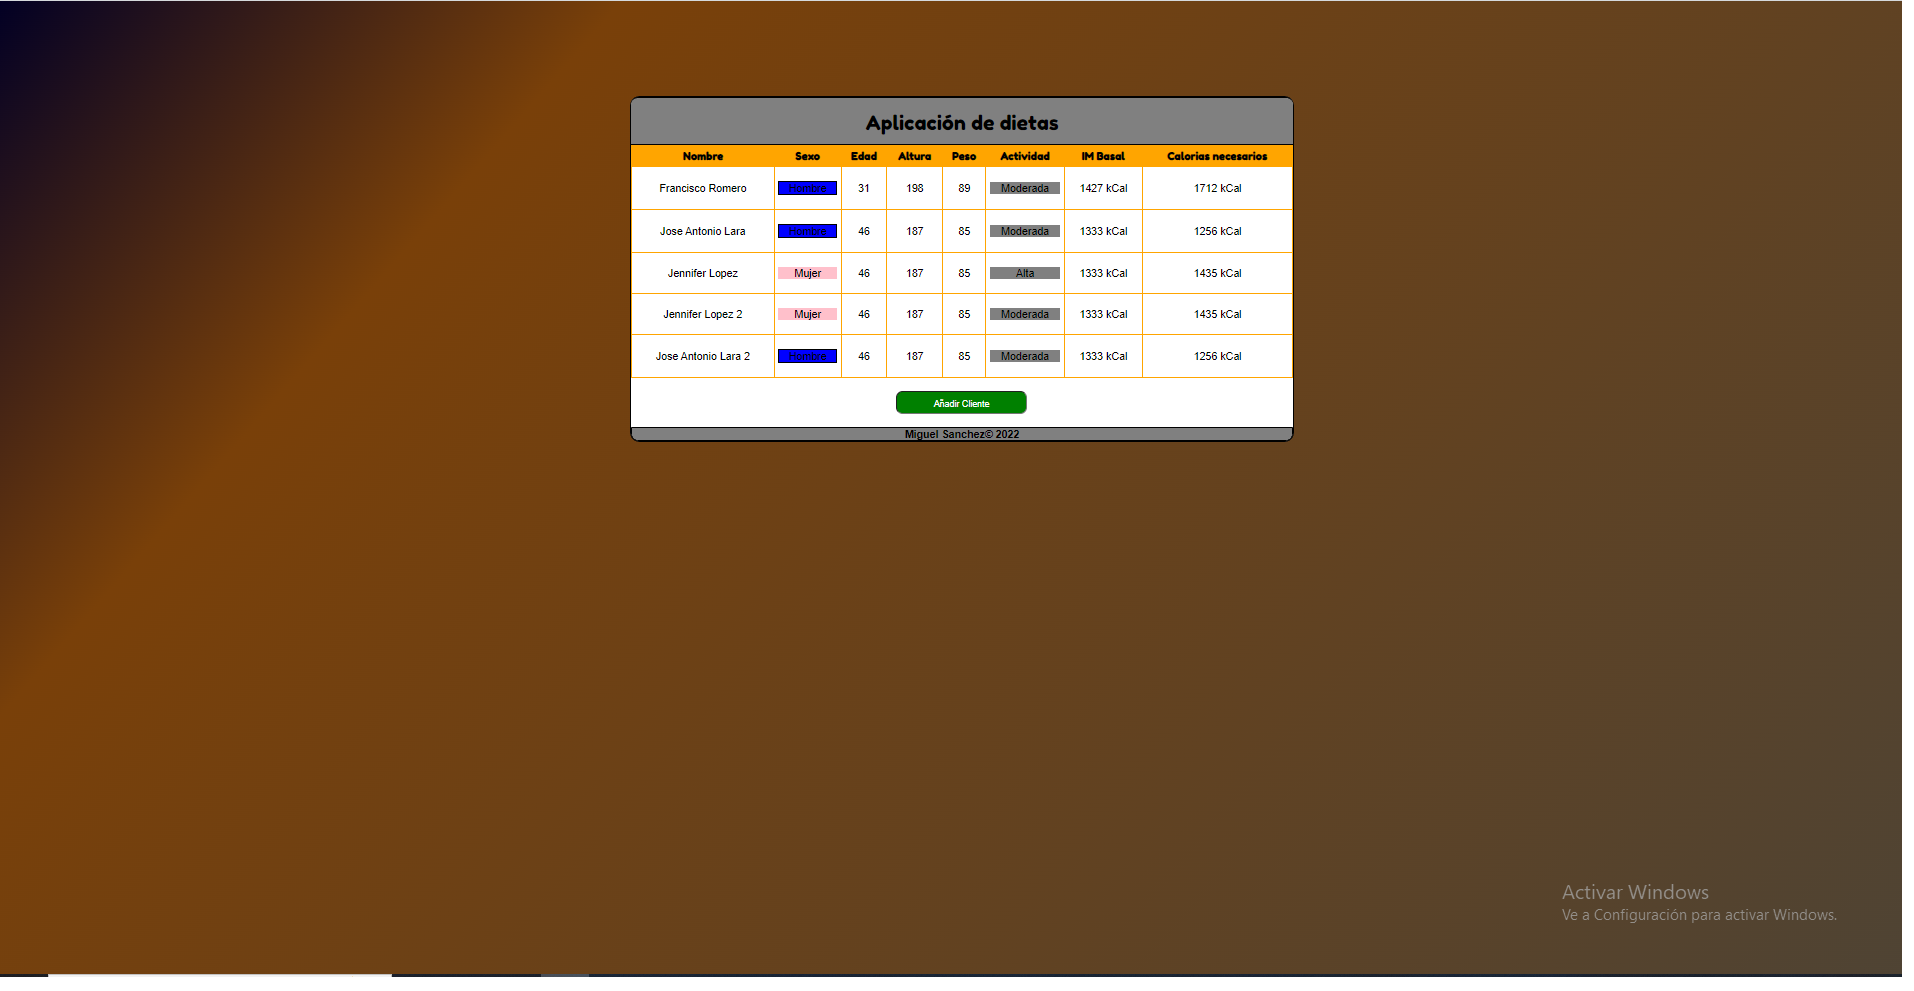 Aplicación de dietas
Nombre Sexo Edad Altura Peso Actividad IM Basal Calorias necesarios
Francisco Romero Hombre 31 198 89 Moderada 1427 kCal 1712 kCal
Jose Antonio Lara Hombre 46 187 85 Moderada 1333 kCal 1256 kCal
Jennifer Lopez Mujer 46 187 85 Alta 1333 kCal 1435 kCal
Jennifer Lopez 2 Mujer 46 187 85 Moderada 1333 kCal 1435 kCal
Jose Antonio Lara 2 Hombre 46 187 85 Moderada 1333 kCal 1256 kCal
Añadir Cliente
Miguel Sanchez© 2022
Activar Windows
Ve a Configuración para activar Windows.